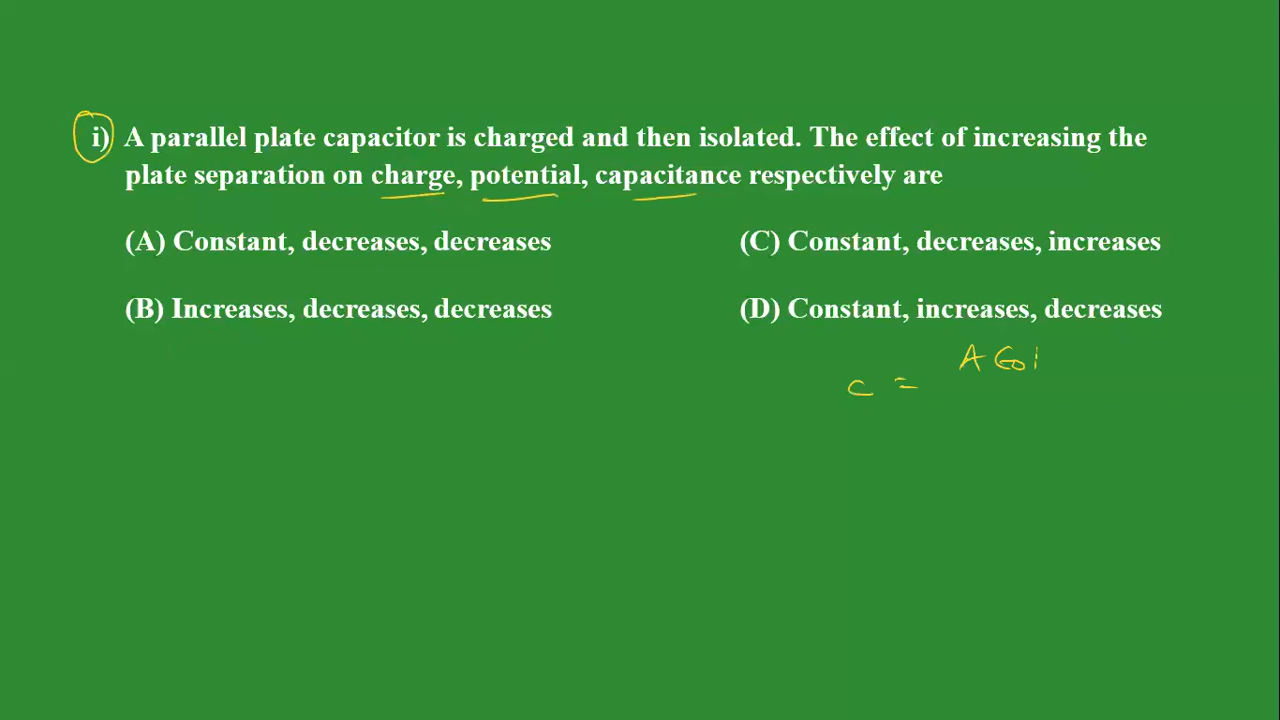 i) A parallel plate capacitor is charged and then isolated. The effect of increasing the
plate separation on charge, potential, capacitance respectively are
(A) Constant, decreases, decreases
(C) Constant, decreases, increases
(B) Increases, decreases, decreases
(D) Constant, increases, decreases
A ∈o
c =